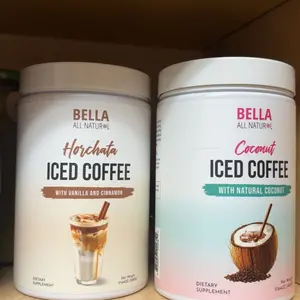 BELLA
ALL NATURAL
Horchata
ICED COFFEE
WITH VANILLA AND CINNAMON
DIETARY
SUPPLEMENT
BELLA
ALL NATURAL
Coconut
ICED COFFEE
WITH NATURAL COCONUT
DIETARY
SUPPLEMENT